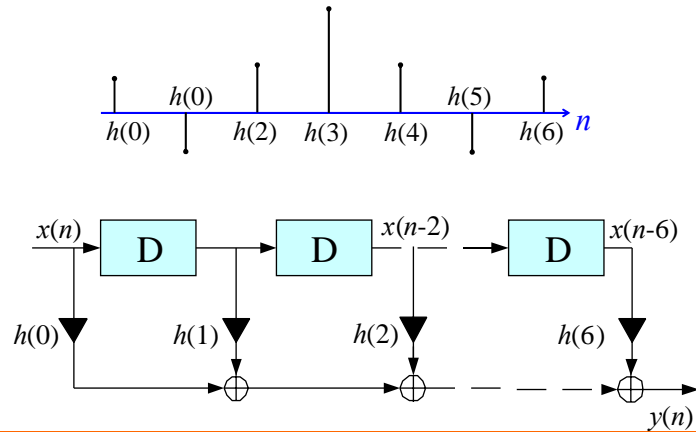 h(0) h(5)
h(0) h(2) h(3) h(4) h(6) n
x(n) D D x(n-2) D x(n-6)
h(0) h(1) h(2) h(6)
y(n)